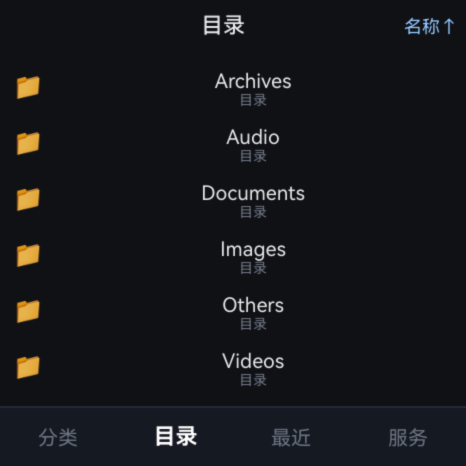 目录 名称↑
Archives
目录
Audio
目录
Documents
目录
Images
目录
Others
目录
Videos
目录
分类 目录 最近 服务